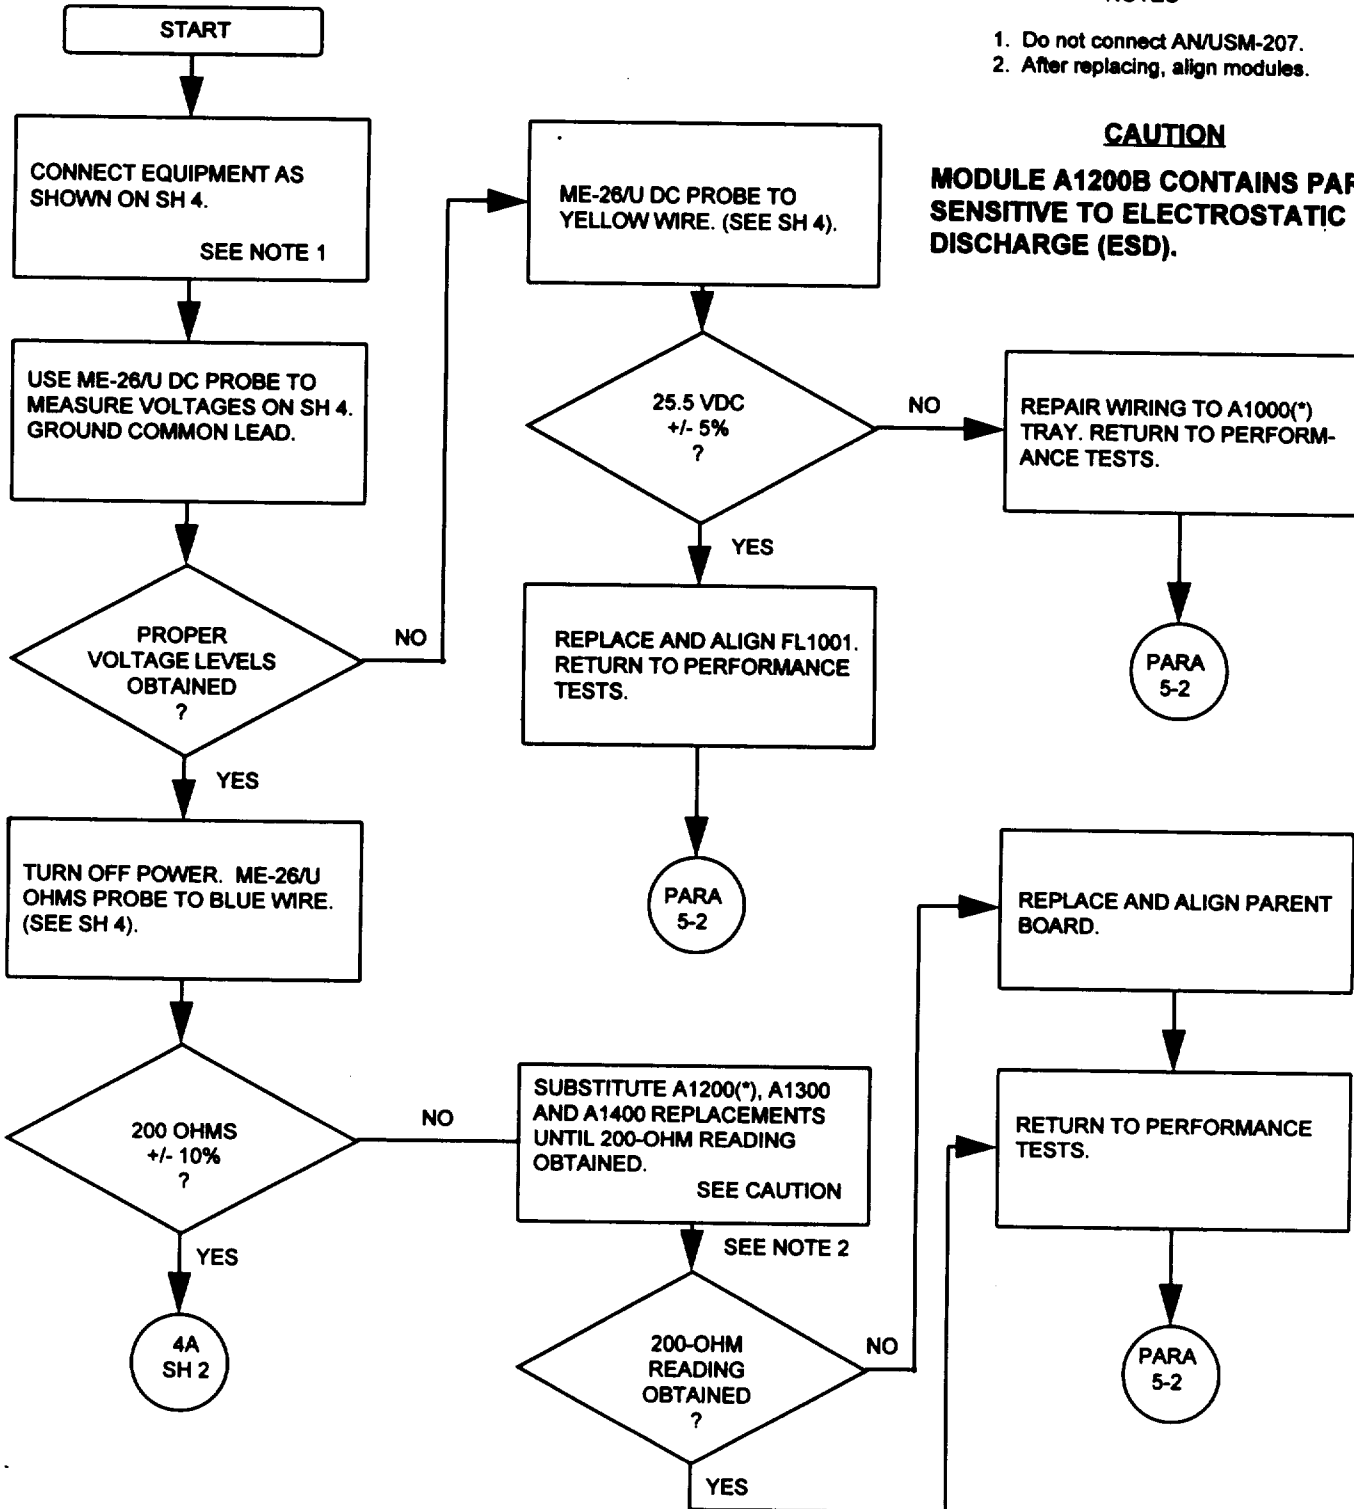 START
CONNECT EQUIPMENT AS
SHOWN ON SH 4.
SEE NOTE 1
USE ME-26/U DC PROBE TO
MEASURE VOLTAGES ON SH 4.
GROUND COMMON LEAD.
PROPER
VOLTAGE LEVELS
OBTAINED
?
NO
YES
TURN OFF POWER. ME-26/U
OHMS PROBE TO BLUE WIRE.
(SEE SH 4).
200 OHMS
+/- 10%
?
NO
YES
4A
SH 2
ME-26/U DC PROBE TO
YELLOW WIRE. (SEE SH 4).
25.5 VDC
+/- 5%
?
NO
YES
REPLACE AND ALIGN FL1001.
RETURN TO PERFORMANCE
TESTS.
PARA
5-2
SUBSTITUTE A1200(*), A1300
AND A1400 REPLACEMENTS
UNTIL 200-OHM READING
OBTAINED.
SEE CAUTION
SEE NOTE 2
200-OHM
READING
OBTAINED
?
NO
YES
1. Do not connect AN/USM-207.
2. After replacing, align modules.
CAUTION
MODULE A1200B CONTAINS PAR
SENSITIVE TO ELECTROSTATIC
DISCHARGE (ESD).
REPAIR WIRING TO A1000(*)
TRAY. RETURN TO PERFORM-
ANCE TESTS.
PARA
5-2
REPLACE AND ALIGN PARENT
BOARD.
RETURN TO PERFORMANCE
TESTS.
PARA
5-2